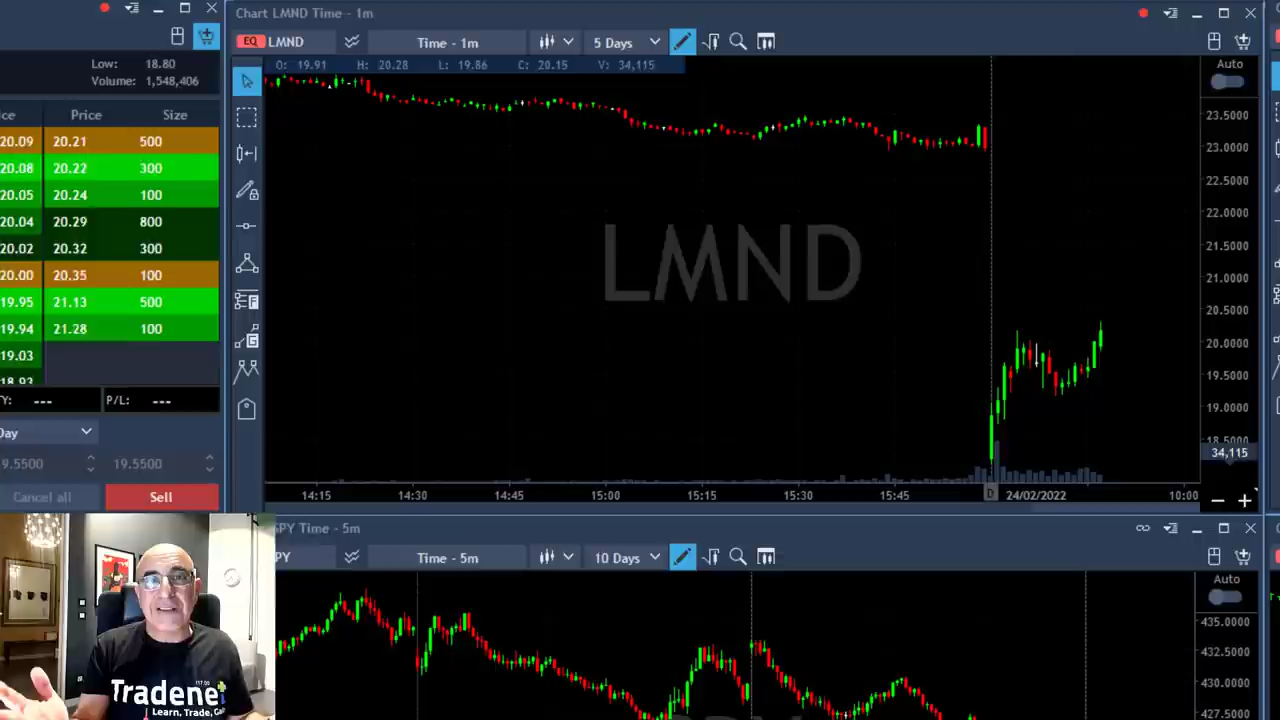 Chart LMND Time - 1m
EQ LMND
Time - 1m
5 Days
O: 19.91 H: 20.28 L: 19.86 C: 20.15 V: 34,115
Low: 18.80
Volume: 1,548,406
ice Price Size
20.09 20.21 500
20.08 20.22 300
20.05 20.24 100
20.04 20.29 800
20.02 20.32 300
20.00 20.35 100
19.95 21.13 500
19.94 21.28 100
19.03
18.93
TY: --- P/L: ---
Day
9.5500 19.5500
Cancel all Sell
LMND
Auto
23.5000
23.0000
22.5000
22.0000
21.5000
21.0000
20.5000
20.0000
19.5000
19.0000
18.5000
34,115
14:15 14:30 14:45 15:00 15:15 15:30 15:45 D 24/02/2022 10:00
SPY Time - 5m
PY
Time - 5m
10 Days
Auto
435.0000
432.5000
430.0000
427.5000
Tradene
Learn, Trade, Ga